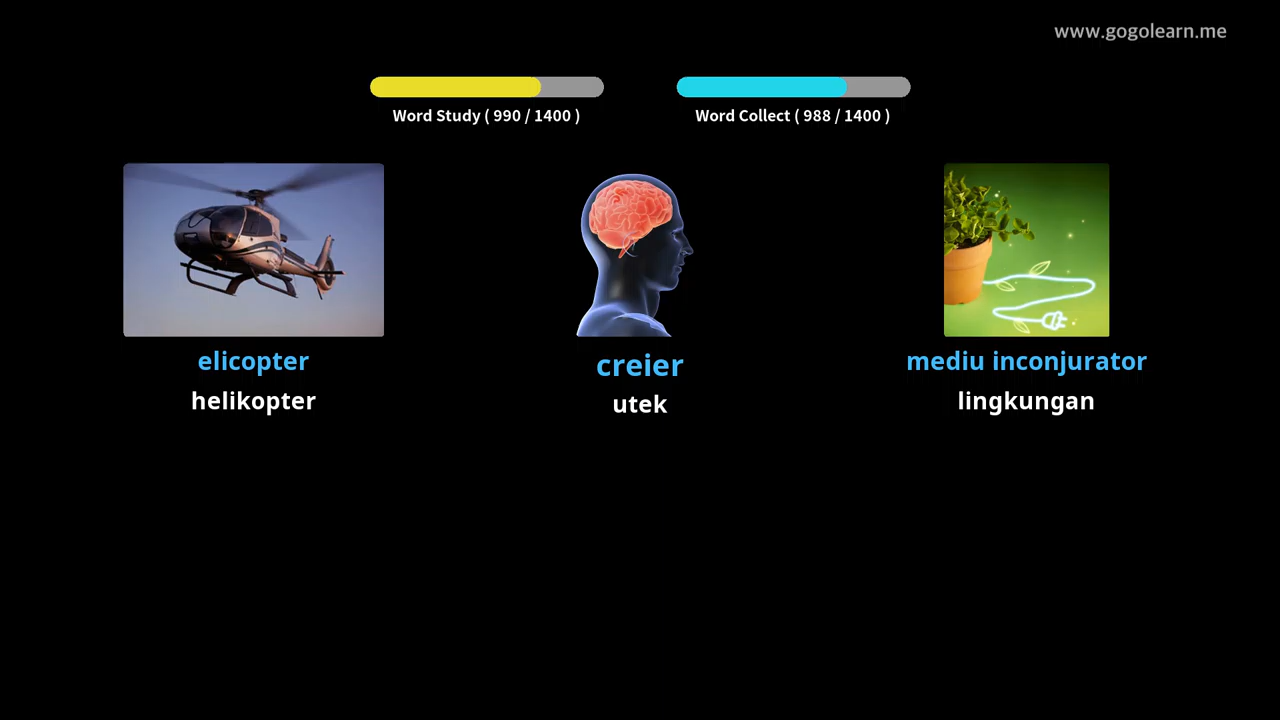 www.gogolearn.me
Word Study ( 990 / 1400 )
Word Collect ( 988 / 1400 )
elicopter
helikopter
creier
utek
mediu inconjurator
lingkungan